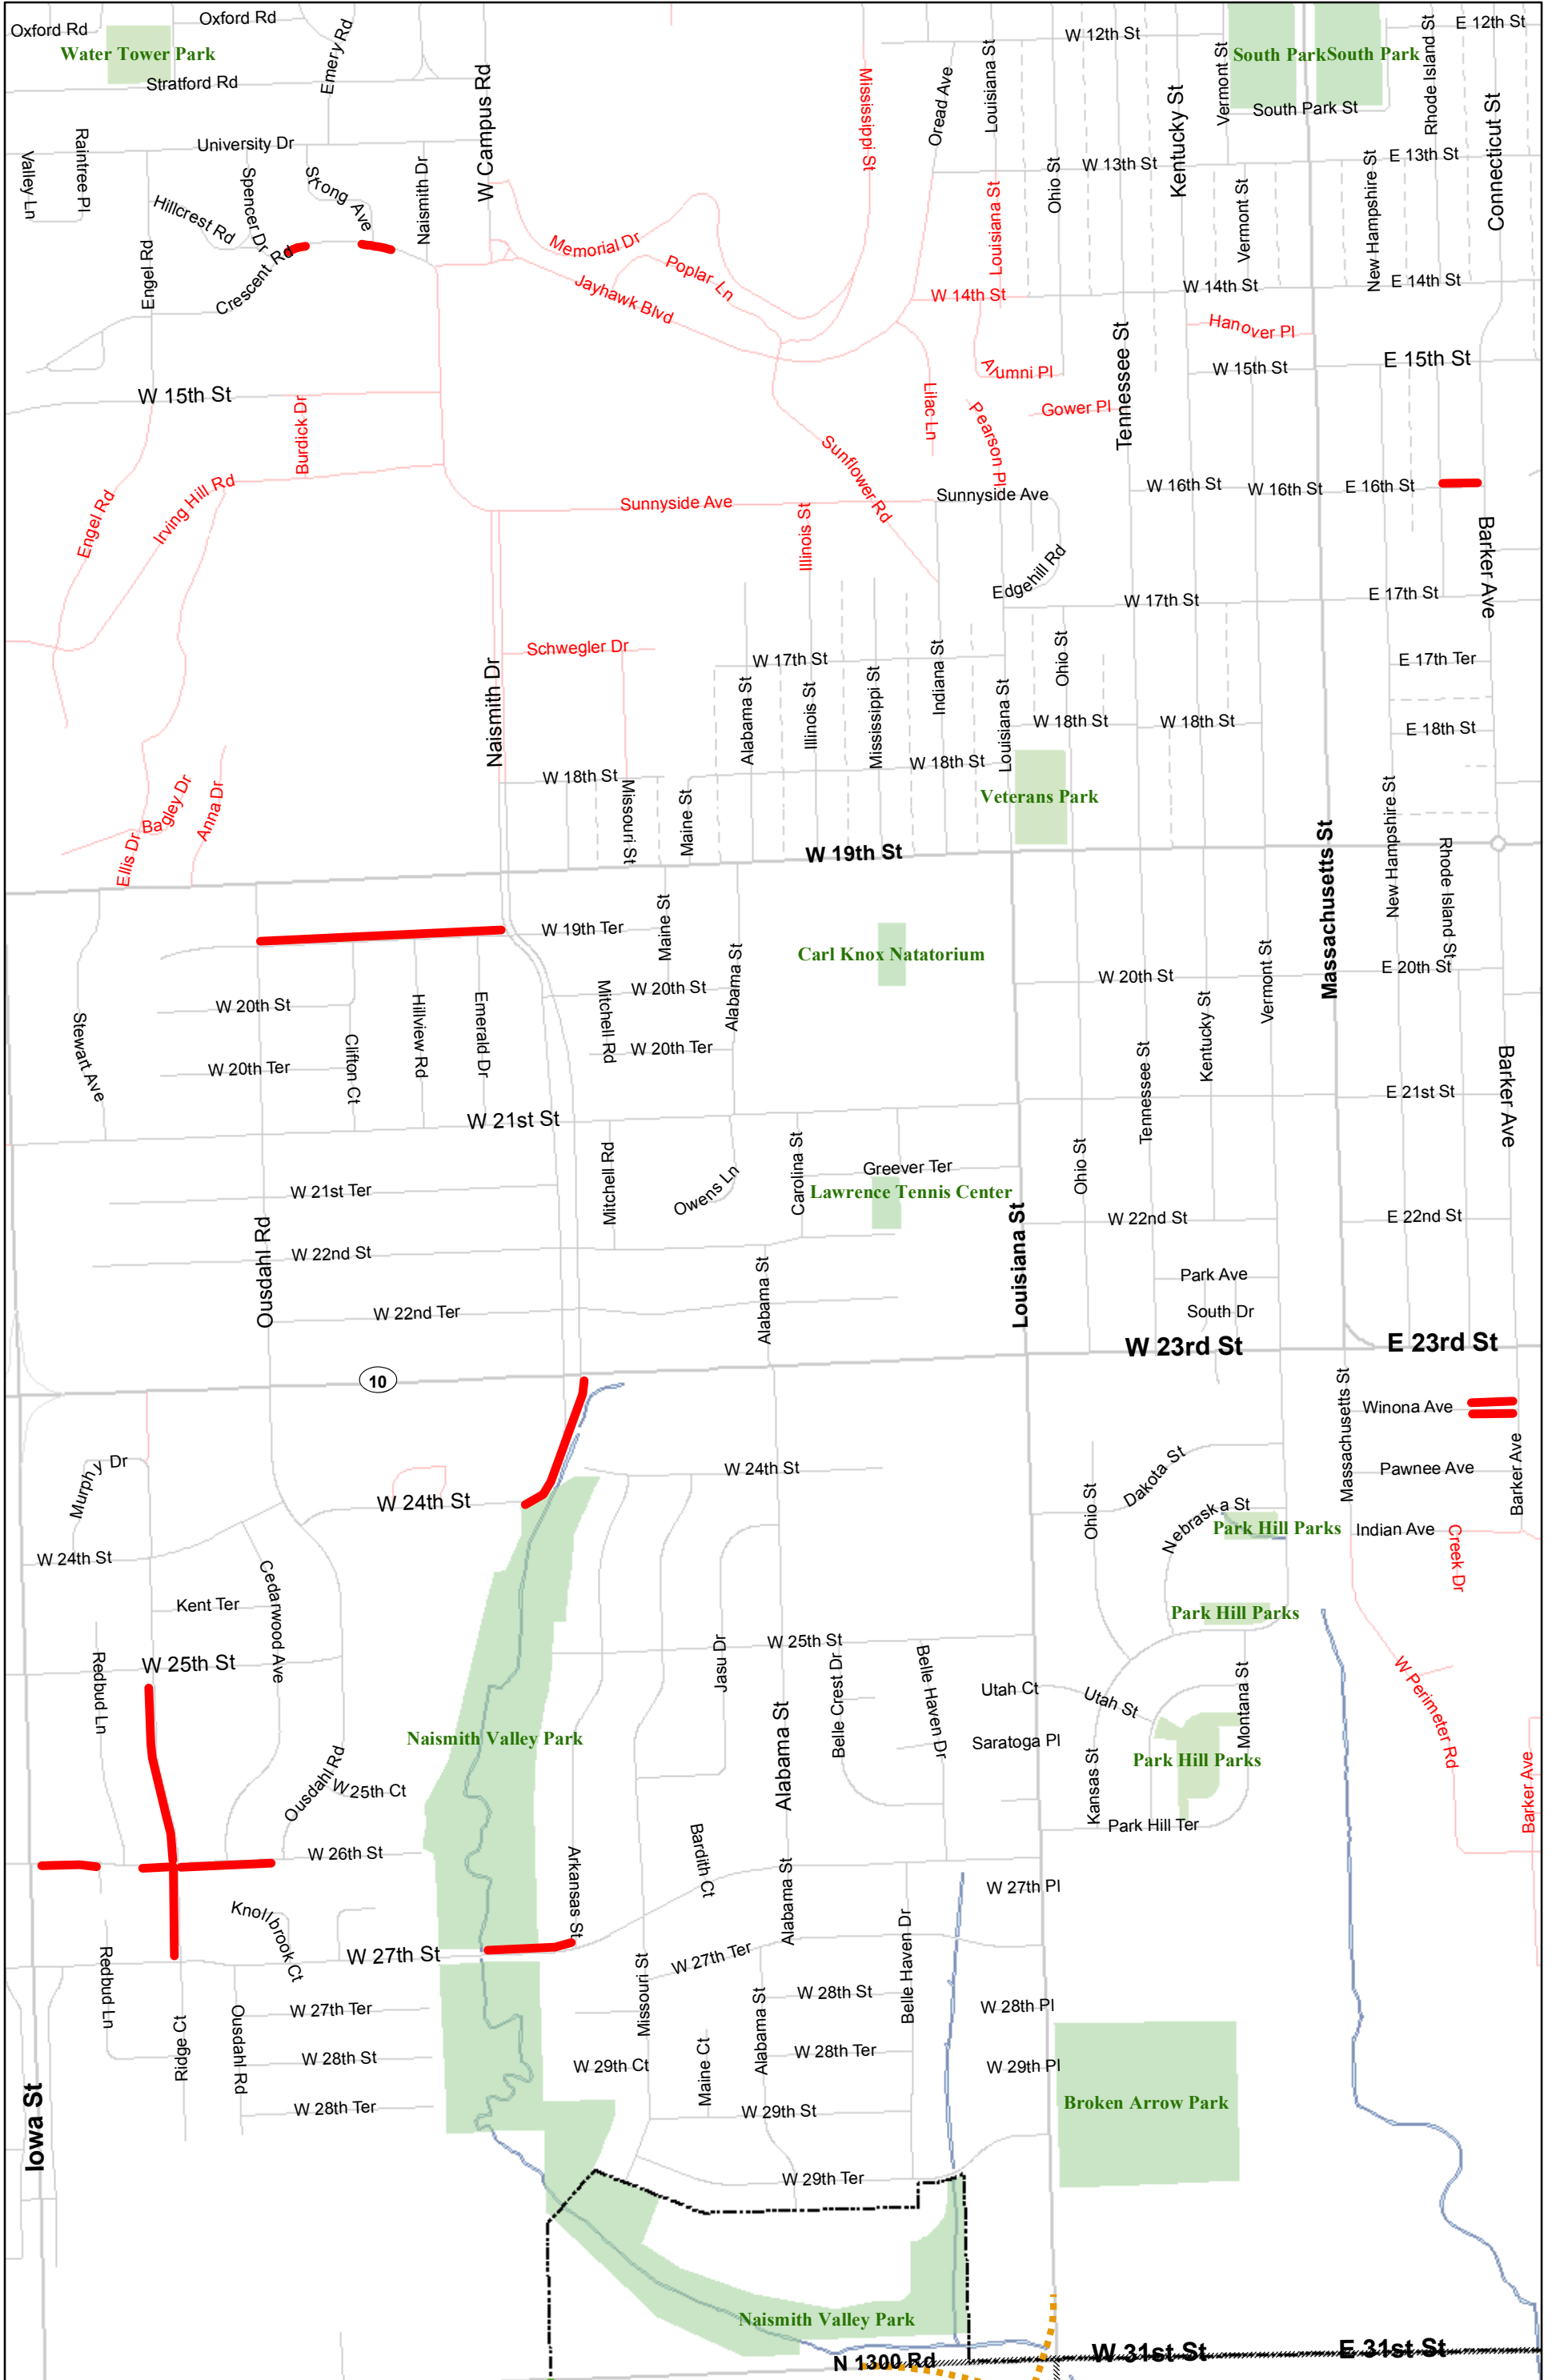 Oxford Rd
Oxford Rd
Emery Rd
W Campus Rd
Mississippi St
Oread Ave
Louisiana St
W 12th St
Kentucky St
Vermont St
South Park
South Park
Rhode Island St
E 12th St
Connecticut St
Water Tower Park
Stratford Rd
South Park St
Valley Ln
Raintree Pl
University Dr
Spencer Dr
Strong Ave
Naismith Dr
Hillcrest Rd
Engel Rd
Crescent Rd
Memorial Dr
Poplar Ln
Jayhawk Blvd
Louisiana St
Ohio St
W 13th St
Vermont St
New Hampshire St
E 13th St
W 14th St
W 14th St
E 14th St
Hanover Pl
Tennessee St
Alumni Pl
W 15th St
E 15th St
W 15th St
Burdick Dr
Lilac Ln
Pearson Pl
Gower Pl
Engel Rd
Irving Hill Rd
Sunflower Rd
Sunnyside Ave
Illinois St
Sunnyside Ave
W 16th St
W 16th St
E 16th St
Barker Ave
Edgehill Rd
W 17th St
E 17th St
Naismith Dr
Schwegler Dr
W 17th St
Alabama St
Illinois St
Mississippi St
Indiana St
Louisiana St
Ohio St
E 17th Ter
W 18th St
W 18th St
E 18th St
W 18th St
W 18th St
Missouri St
Maine St
Veterans Park
Ellis Dr
Bagley Dr
Anna Dr
W 19th St
Massachusetts St
New Hampshire St
Rhode Island St
W 19th Ter
Maine St
Alabama St
Carl Knox Natatorium
W 20th St
Vermont St
E 20th St
Stewart Ave
W 20th St
Clifton Ct
Hillview Rd
Emerald Dr
Mitchell Rd
W 20th St
Kentucky St
W 20th Ter
W 20th Ter
Tennessee St
Barker Ave
W 21st St
E 21st St
W 21st Ter
Mitchell Rd
Owens Ln
Carolina St
Greever Ter
Lawrence Tennis Center
Ohio St
Louisiana St
W 22nd St
E 22nd St
Ousdahl Rd
W 22nd St
Alabama St
Park Ave
W 22nd Ter
South Dr
W 23rd St
E 23rd St
10
Massachusetts St
Winona Ave
Murphy Dr
W 24th St
W 24th St
Ohio St
Dakota St
Pawnee Ave
Barker Ave
Nebraska St
Park Hill Parks
Indian Ave
Creek Dr
W 24th St
Cedarwood Ave
Kent Ter
Park Hill Parks
Redbud Ln
W 25th St
Jasu Dr
W 25th St
Belle Crest Dr
Belle Haven Dr
Utah Ct
Utah St
Montana St
W Perimeter Rd
Naismith Valley Park
Alabama St
Saratoga Pl
Kansas St
Park Hill Parks
Barker Ave
Ousdahl Rd
W 25th Ct
Park Hill Ter
W 26th St
Arkansas St
Bardith Ct
Alabama St
W 27th Pl
Knollbrook Ct
W 27th St
Redbud Ln
Missouri St
W 27th Ter
Belle Haven Dr
W 27th Ter
Ousdahl Rd
Ridge Ct
Alabama St
W 28th St
W 28th Pl
W 28th St
W 29th Ct
Maine Ct
W 28th Ter
W 29th Pl
Iowa St
W 28th Ter
W 29th St
Broken Arrow Park
W 29th Ter
Naismith Valley Park
N 1300 Rd
W 31st St
E 31st St